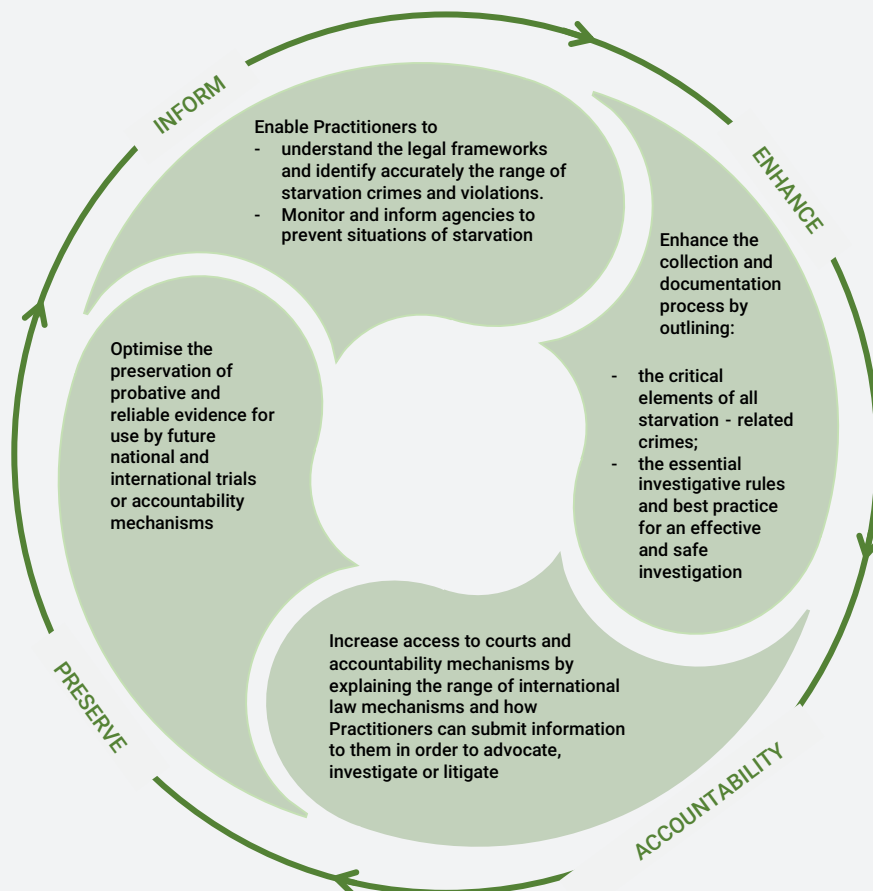 INFORM
Enable Practitioners to
- understand the legal frameworks
and identify accurately the range of
starvation crimes and violations.
- Monitor and inform agencies to
prevent situations of starvation
ENHANCE
Enhance the
collection and
documentation
process by
outlining:
- the critical
elements of all
starvation - related
crimes;
- the essential
investigative rules
and best practice
for an effective
and safe
investigation
ACCOUNTABILITY
Increase access to courts and
accountability mechanisms by
explaining the range of international
law mechanisms and how
Practitioners can submit information
to them in order to advocate,
investigate or litigate
PRESERVE
Optimise the
preservation of
probative and
reliable evidence for
use by future
national and
international trials
or accountability
mechanisms